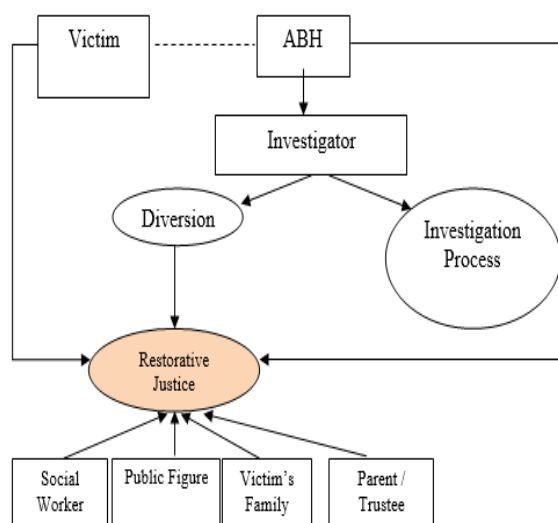 Victim
ABH
Investigator
Diversion
Investigation
Process
Restorative
Justice
Social
Worker
Public Figure
Victim's
Family
Parent /
Trustee